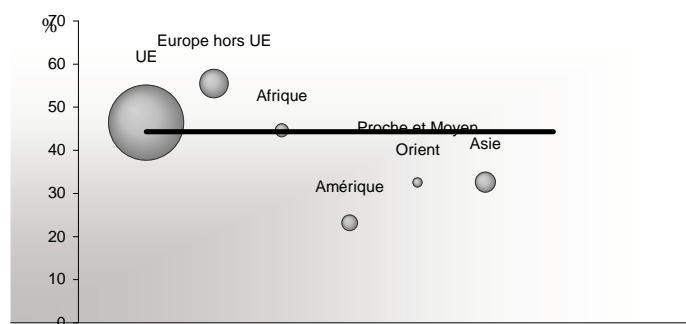 %
70
60
50
40
30
20
10
0
Europe hors UE
UE
Afrique
Proche et Moyen
Orient
Asie
Amérique